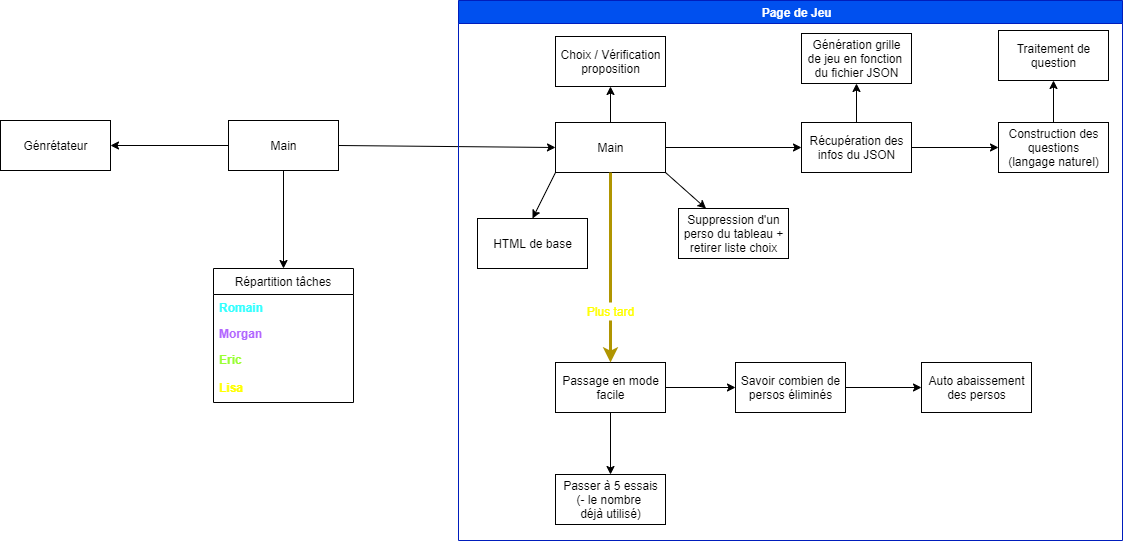 Page de Jeu
Choix / Vérification
proposition
Génération grille
de jeu en fonction
du fichier JSON
Traitement de
question
Génrétateur
Main
Main
Récupération des
infos du JSON
Construction des
questions
(langage naturel)
HTML de base
Suppression d'un
perso du tableau +
retirer liste choix
Répartition tâches
Romain
Morgan
Eric
Lisa
Plus tard
Passage en mode
facile
Savoir combien de
persos éliminés
Auto abaissement
des persos
Passer à 5 essais
(- le nombre
déjà utilisé)